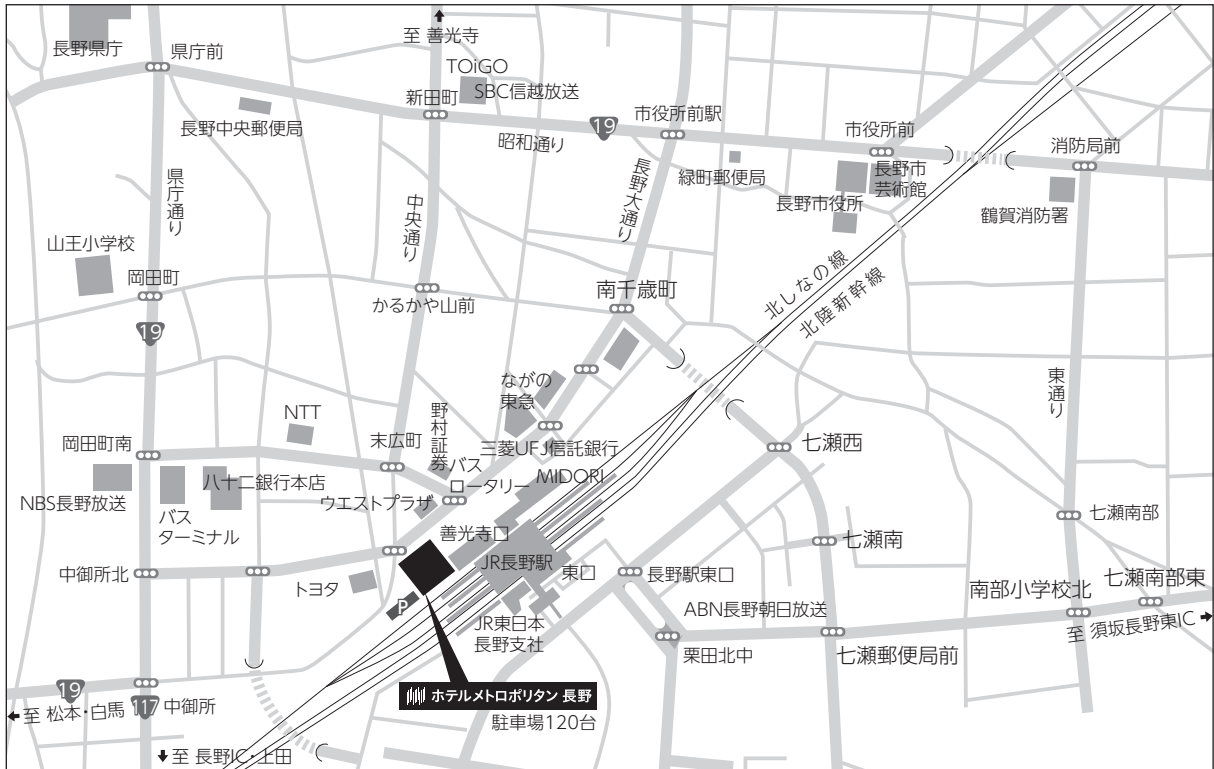 長野県庁
県庁前
至 善光寺
TOiGO
SBC信越放送
新田町
長野中央郵便局
昭和通り
19
市役所前駅
市役所前
消防局前
緑町郵便局
長野市
芸術館
長野市役所
鶴賀消防署
県庁通り
中央通り
長野大通り
山王小学校
岡田町
かるかや山前
南千歳町
北しなの線
北陸新幹線
19
東通り
ながの
東急
NTT
野村証券
岡田町南
末広町
三菱UFJ信託銀行
七瀬西
バス
ロータリー
MIDORI
NBS長野放送
八十二銀行本店
ウエストプラザ
バス
ターミナル
善光寺口
七瀬南部
七瀬南
JR長野駅
中御所北
トヨタ
東口
長野駅東口
P
ABN長野朝日放送
南部小学校北
七瀬南部東
JR東日本
長野支社
栗田北中
七瀬郵便局前
至 須坂長野東IC
ホテルメトロポリタン 長野
駐車場120台
19
至 松本・白馬
117
中御所
至 長野IC・上田